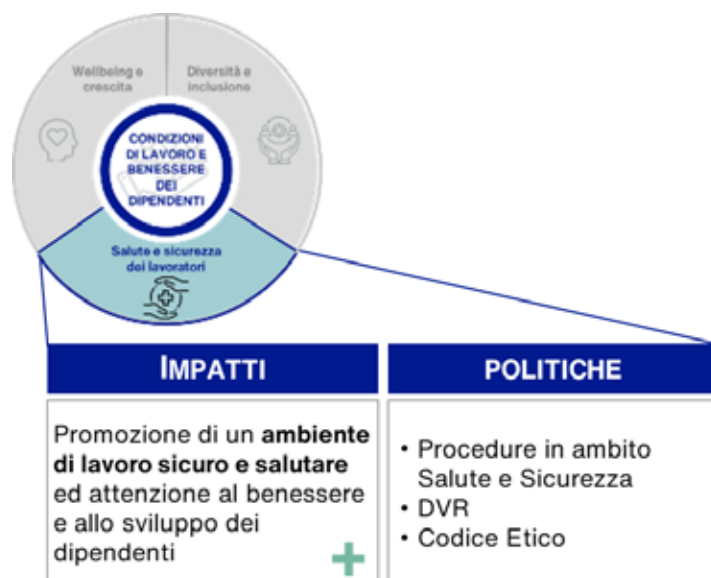 Wellbeing e
crescita
Diversità e
inclusione
CONDIZIONI
DI LAVORO E
BENESSERE
DEI
DIPENDENTI
Salute e sicurezza
dei lavoratori
IMPATTI
POLITICHE
Promozione di un ambiente
di lavoro sicuro e salutare
ed attenzione al benessere
e allo sviluppo dei
dipendenti
• Procedure in ambito
Salute e Sicurezza
• DVR
• Codice Etico